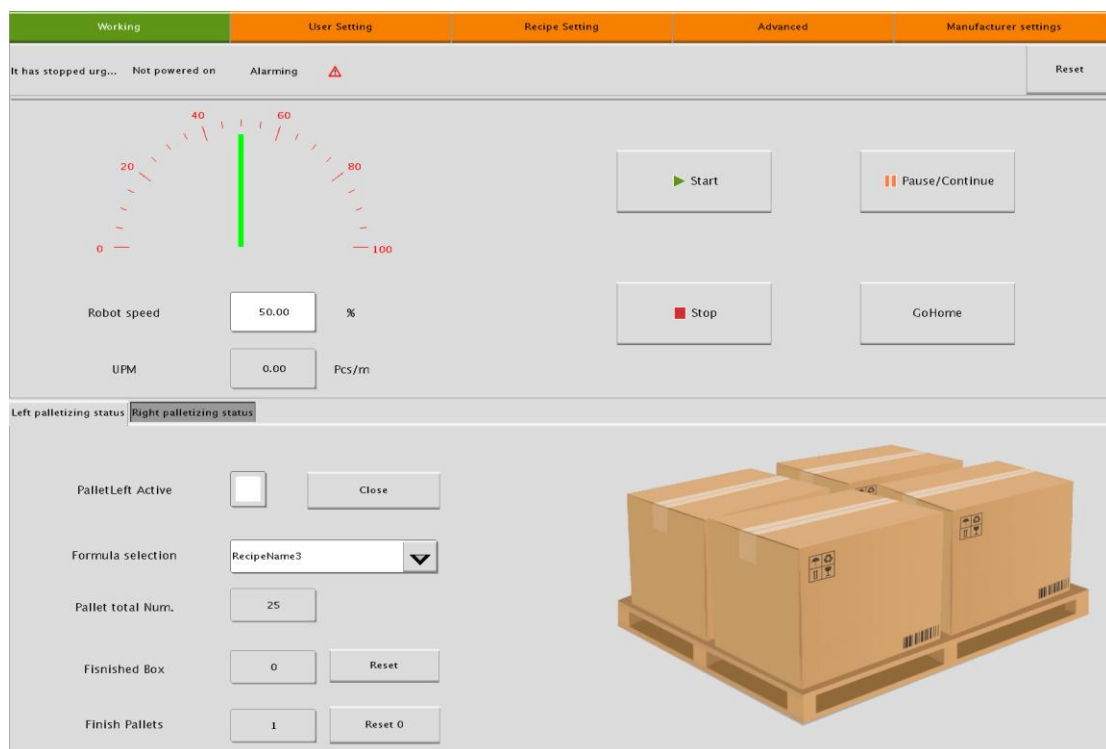 Working User Setting Recipe Setting Advanced Manufacturer settings
It has stopped urg... Not powered on Alarming Reset
0 20 40 60 80 100
Start Pause/Continue
Robot speed 50.00 %
Stop GoHome
UPM 0.00 Pcs/m
Left palletizing status Right palletizing status
PalletLeft Active Close
Formula selection RecipeName3
Pallet total Num. 25
Fisnished Box 0 Reset
Finish Pallets 1 Reset 0